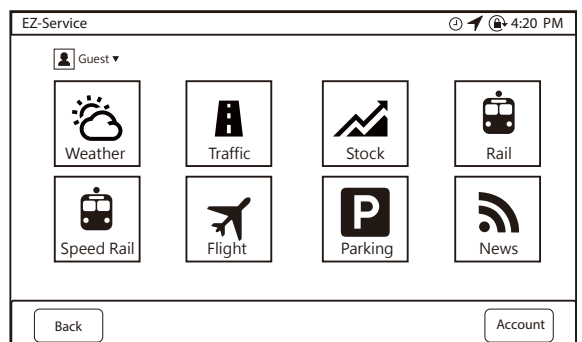 EZ-Service 4:20 PM
Guest
Weather Traffic Stock Rail
Speed Rail Flight P Parking News
Back Account